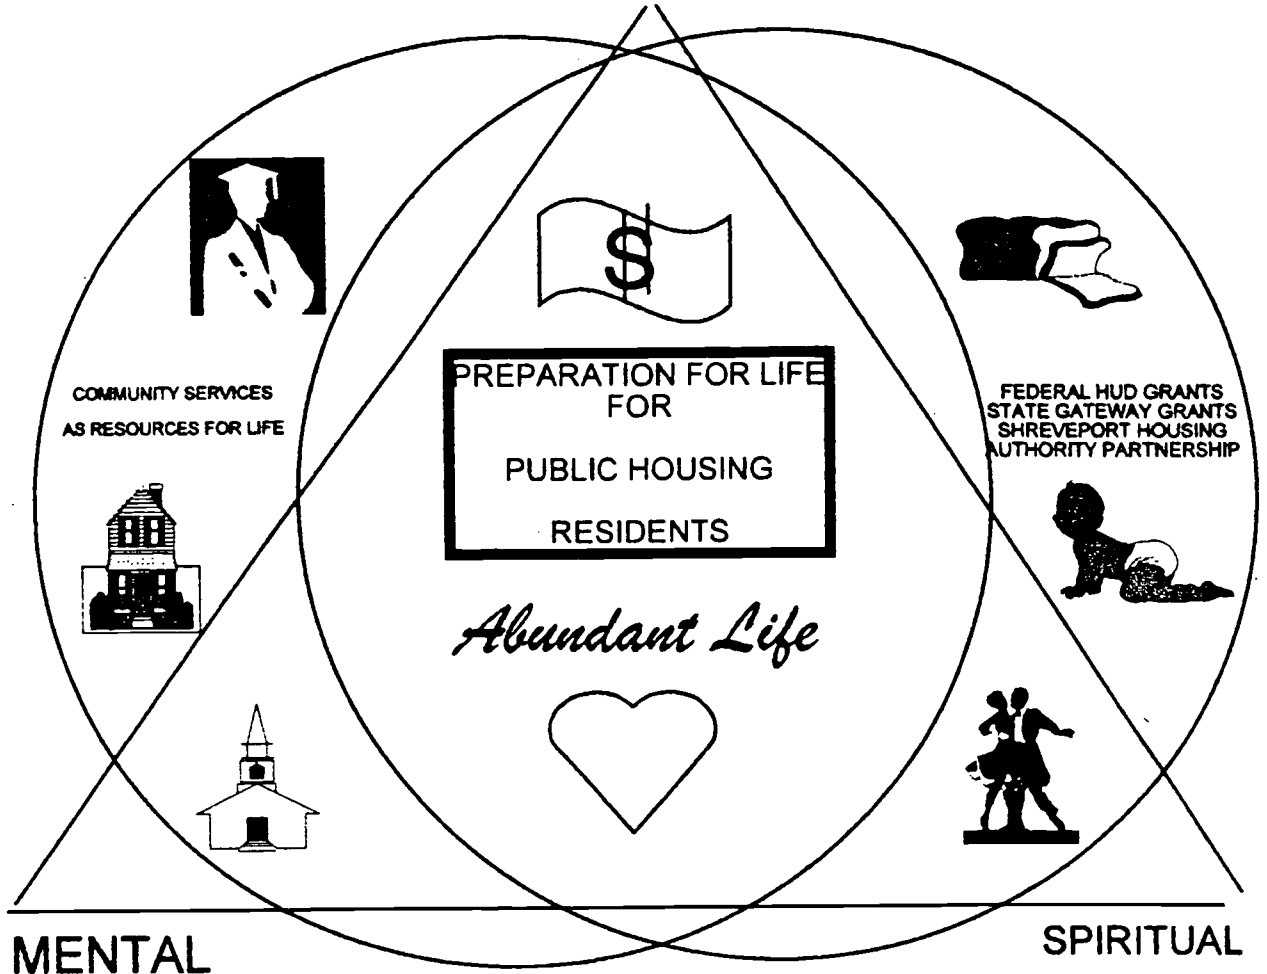 $
PREPARATION FOR LIFE
FOR
PUBLIC HOUSING
RESIDENTS
COMMUNITY SERVICES
AS RESOURCES FOR LIFE
FEDERAL HUD GRANTS
STATE GATEWAY GRANTS
SHREVEPORT HOUSING
AUTHORITY PARTNERSHIP
Abundant Life
MENTAL
SPIRITUAL